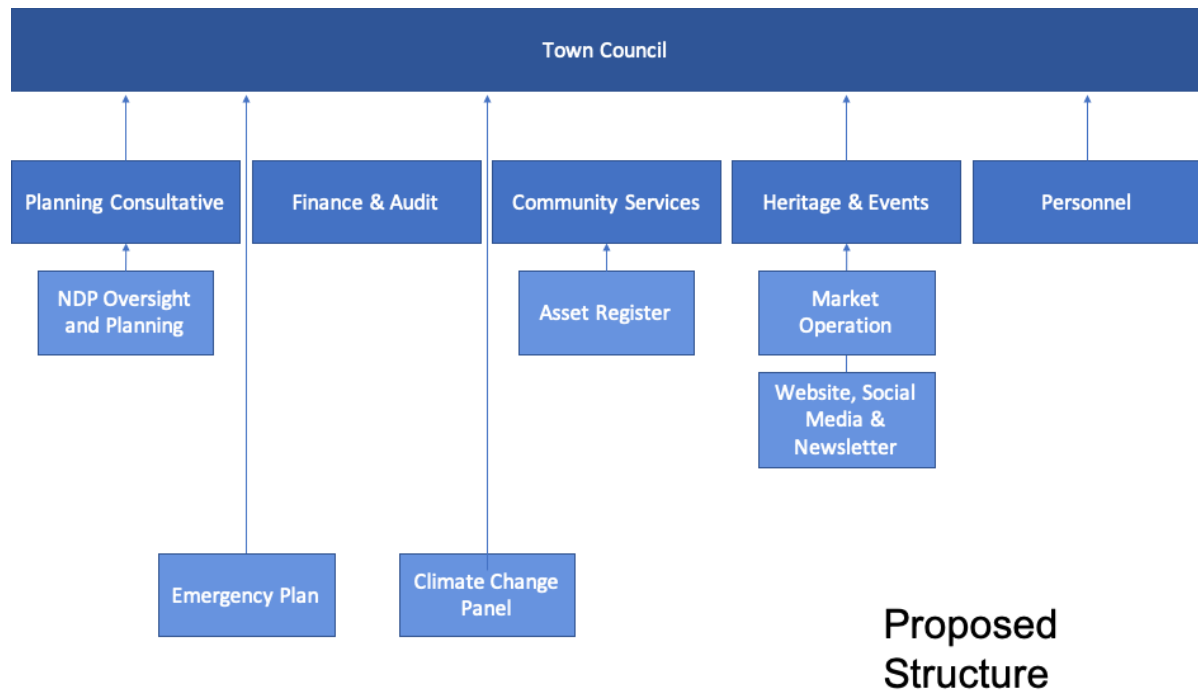 Town Council
Planning Consultative
Finance & Audit
Community Services
Heritage & Events
Personnel
NDP Oversight
and Planning
Asset Register
Market
Operation
Website, Social
Media &
Newsletter
Emergency Plan
Climate Change
Panel
Proposed
Structure